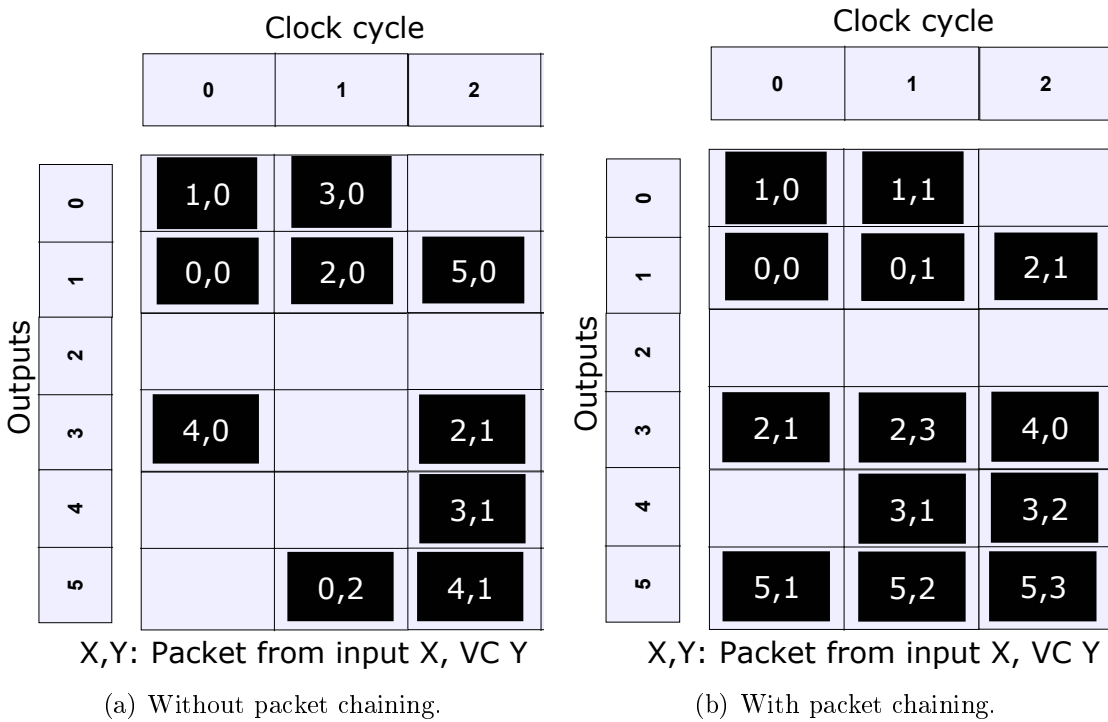 Clock cycle
0 1 2
Outputs
0 1,0 3,0
1 0,0 2,0 5,0
2
3 4,0 2,1
4 3,1
5 0,2 4,1
X,Y: Packet from input X, VC Y
(a) Without packet chaining.
Clock cycle
0 1 2
Outputs
0 1,0 1,1
1 0,0 0,1 2,1
2
3 2,1 2,3 4,0
4 3,1 3,2
5 5,1 5,2 5,3
X,Y: Packet from input X, VC Y
(b) With packet chaining.